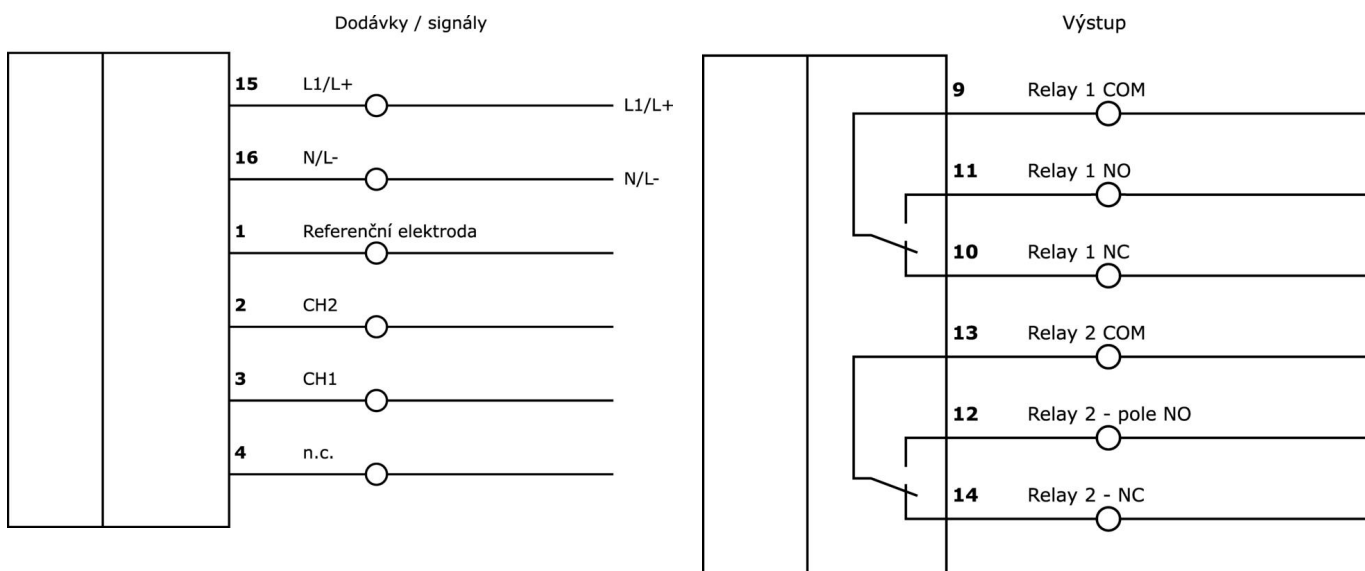 Dodávky / signály
15 L1/L+
L1/L+
16 N/L-
N/L-
1 Referenční elektroda
2 CH2
3 CH1
4 n.c.
Výstup
9 Relay 1 COM
11 Relay 1 NO
10 Relay 1 NC
13 Relay 2 COM
12 Relay 2 - pole NO
14 Relay 2 - NC